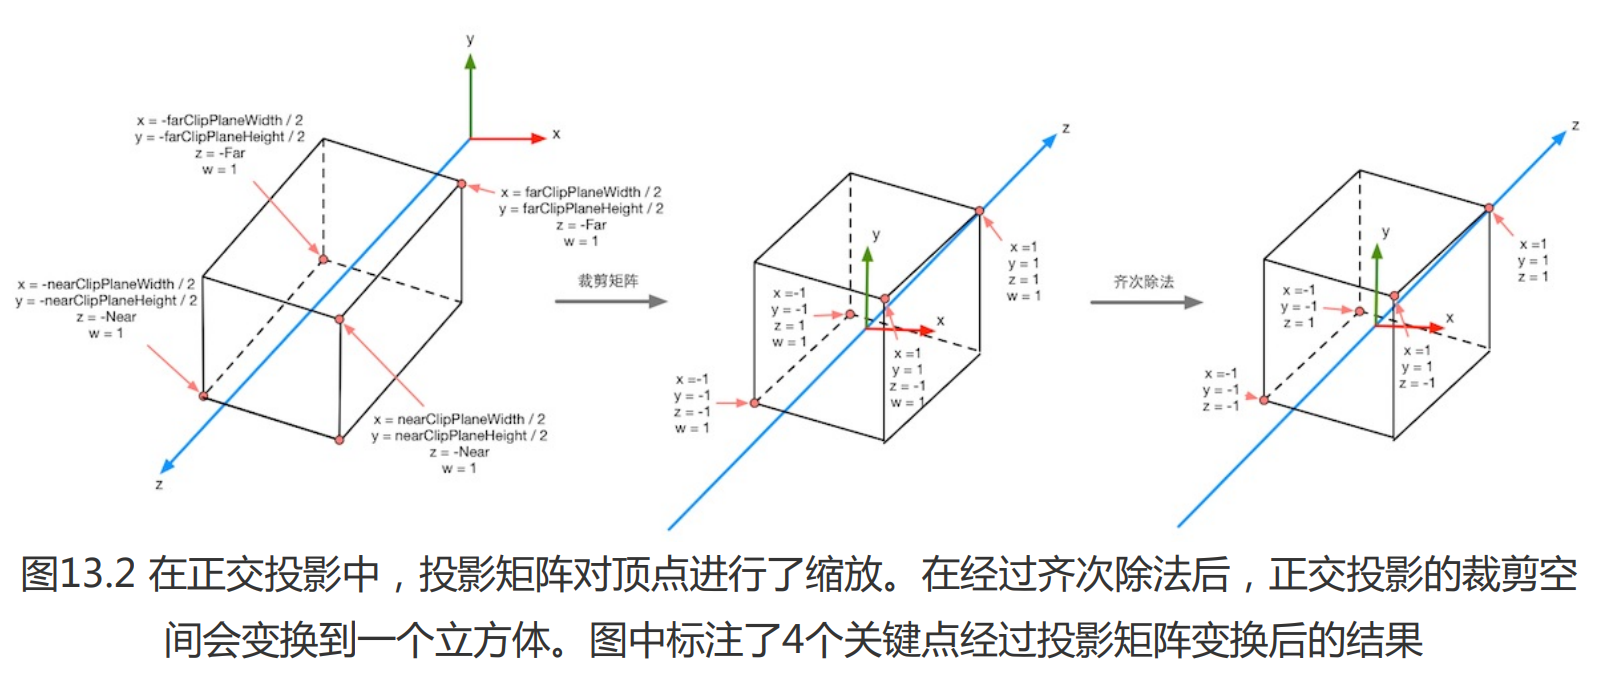 y
x
x = -farClipPlaneWidth / 2
y = -farClipPlaneHeight / 2
z = -Far
w = 1
x = farClipPlaneWidth / 2
y = farClipPlaneHeight / 2
z = -Far
w = 1
x = -nearClipPlaneWidth / 2
y = -nearClipPlaneHeight / 2
z = -Near
w = 1
x = nearClipPlaneWidth / 2
y = nearClipPlaneHeight / 2
z = -Near
w = 1
z
裁剪矩阵
z
y
x
x =1
y = 1
z = 1
w = 1
x =-1
y = -1
z = 1
w = 1
x =1
y = 1
z = -1
w = 1
x =-1
y = -1
z = -1
w = 1
齐次除法
z
y
x
x =1
y = 1
z = 1
x =-1
y = -1
z = 1
x =1
y = 1
z = -1
x =-1
y = -1
z = -1
图13.2 在正交投影中，投影矩阵对顶点进行了缩放。在经过齐次除法后，正交投影的裁剪空
间会变换到一个立方体。图中标注了4个关键点经过投影矩阵变换后的结果